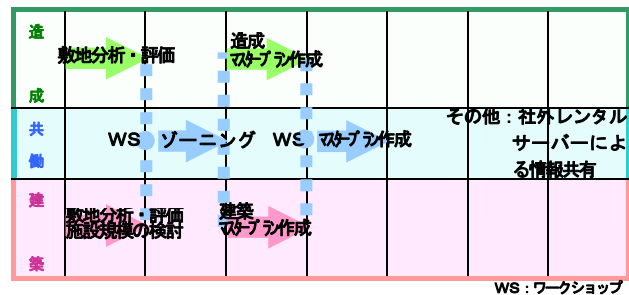 造成
敷地分析・評価
造成
マスタープラン作成
共働
WS
ゾーニング
WS
マスタープラン作成
その他：社外レンタル
サーバーによ
る情報共有
建築
敷地分析・評価
施設規模の検討
建築
マスタープラン作成
WS：ワークショップ